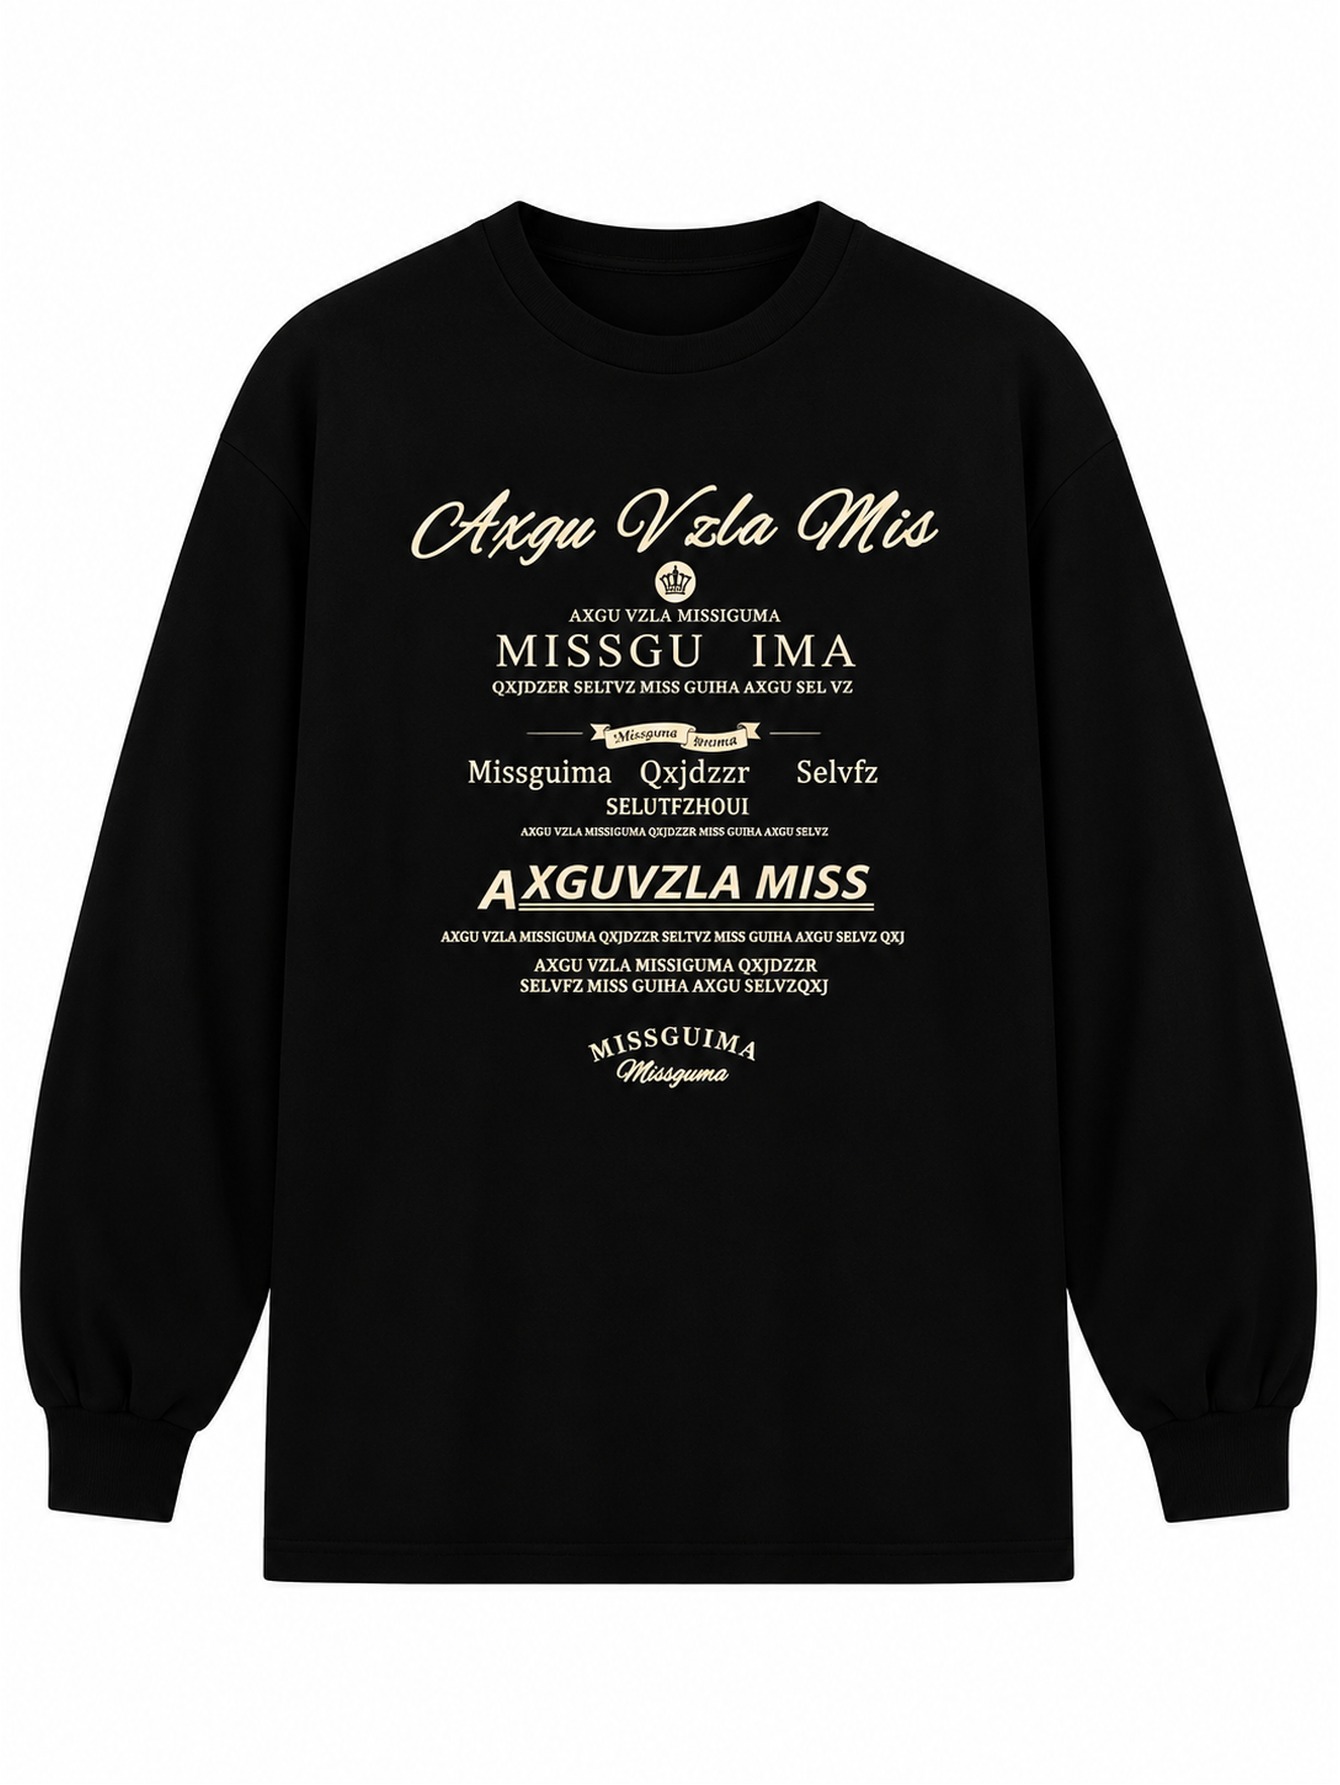 Axgu Vzla Mis
AXGU VZLA MISSIGUMA
MISSGU IMA
QXJDZER SELTVZ MISS GUIHA AXGU SEL VZ
Missguma
Missguima Qxjdzzr Selvfz
SELUTFZHOUI
AXGU VZLA MISSIGUMA QXJDZZR MISS GUIHA AXGU SELVZ
AXGUVZLA MISS
AXGU VZLA MISSIGUMA QXJDZZR SELTVZ MISS GUIHA AXGU SELVZ QXJ
AXGU VZLA MISSIGUMA QXJDZZR
SELVFZ MISS GUIHA AXGU SELVZQXJ
MISSGUIMA
Missguma